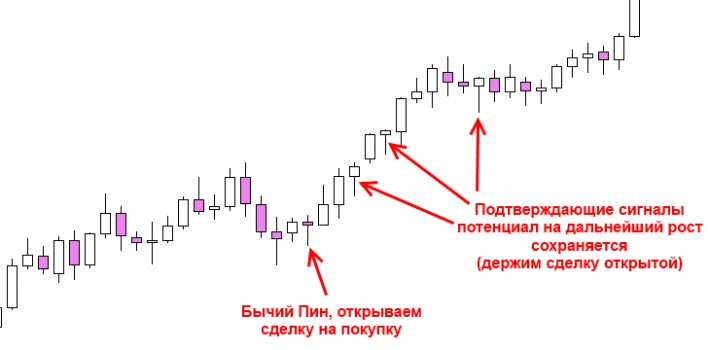 Подтверждающие сигналы
потенциал на дальнейший рост
сохраняется
(держим сделку открытой)
Бычий Пин, открываем
сделку на покупку